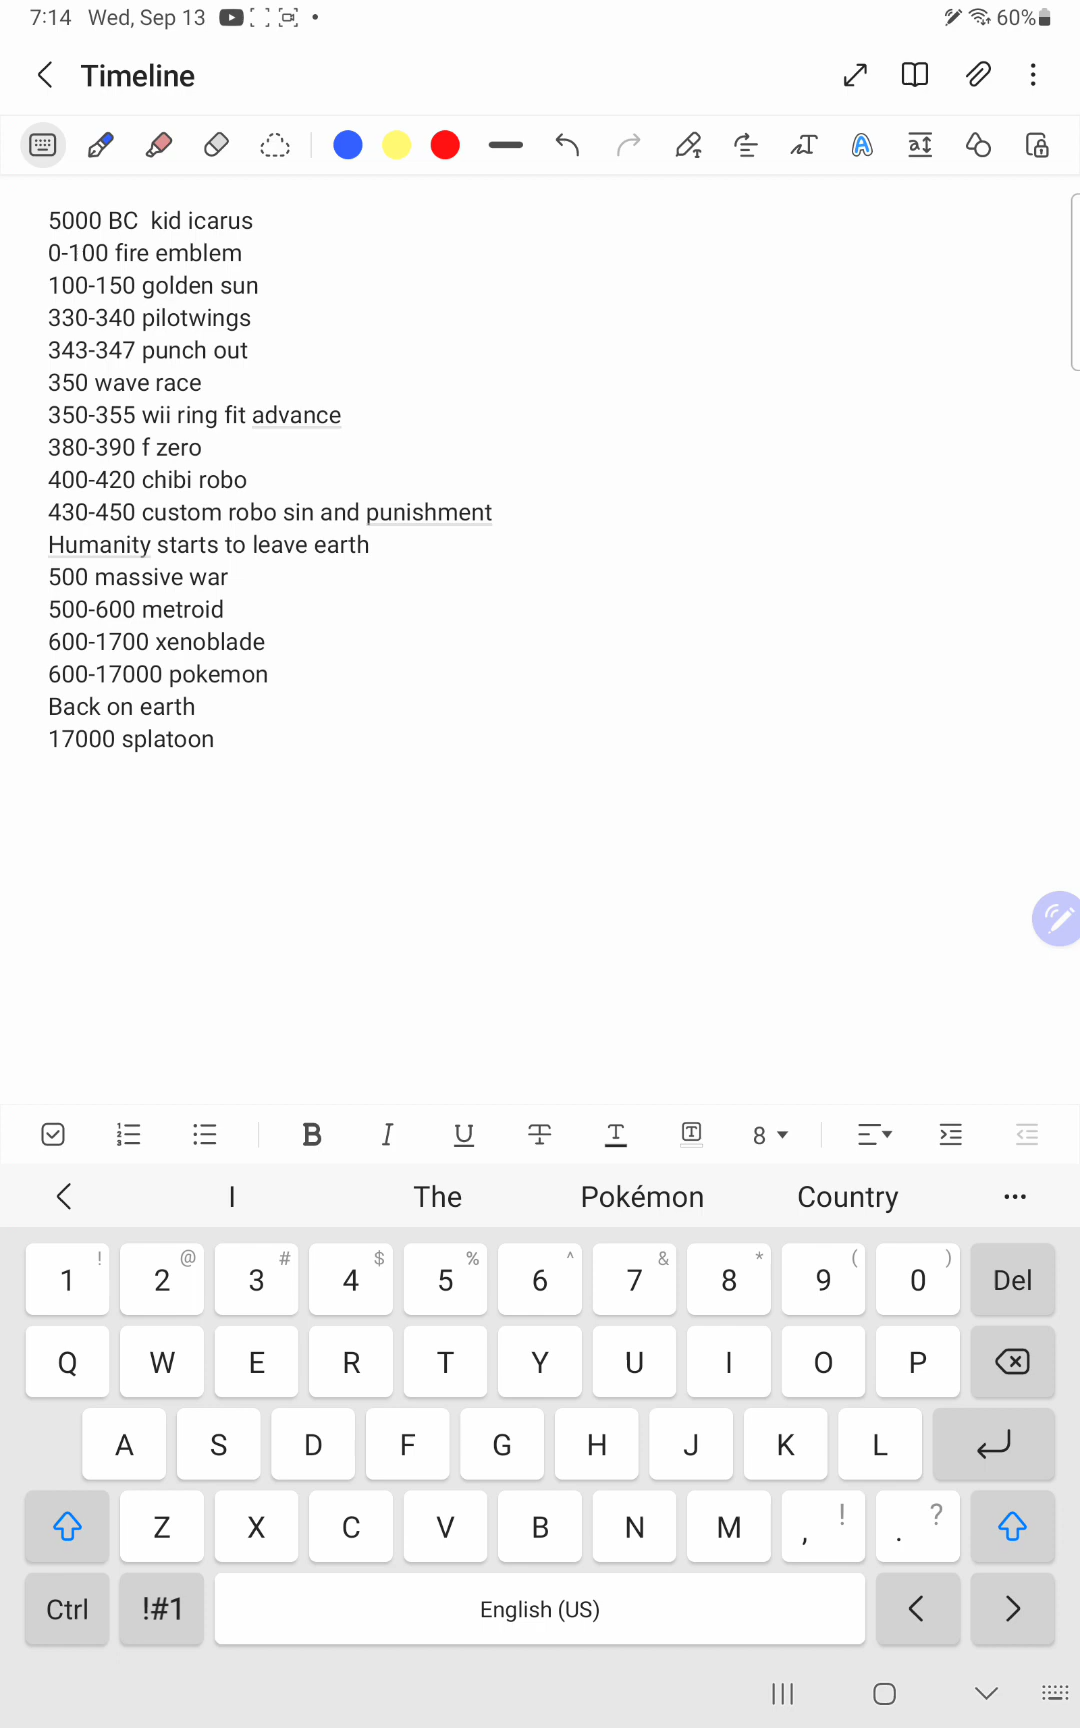 7:14 Wed, Sep 13 60%
Timeline
5000 BC  kid icarus
0-100 fire emblem
100-150 golden sun
330-340 pilotwings
343-347 punch out
350 wave race
350-355 wii ring fit advance
380-390 f zero
400-420 chibi robo
430-450 custom robo sin and punishment
Humanity starts to leave earth
500 massive war
500-600 metroid
600-1700 xenoblade
600-17000 pokemon
Back on earth
17000 splatoon
B I U T T T 8
I The Pokémon Country ...
! @ # $ % ^ & * ( )
1 2 3 4 5 6 7 8 9 0 Del
Q W E R T Y U I O P
A S D F G H J K L
Z X C V B N M , ! . ?
Ctrl !#1 English (US) < >